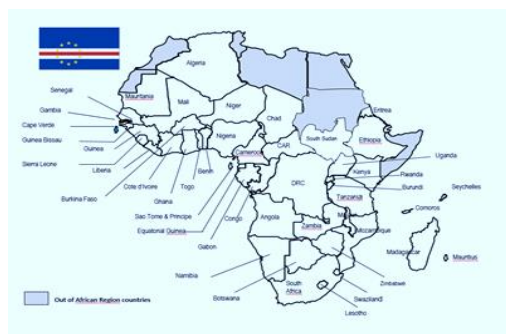 Algeria
Senegal
Mauritania
Mali
Niger
Chad
Eritrea
Gambia
Cape Verde
Guinea Bissau
Guinea
Nigeria
South Sudan
Ethiopia
Sierra Leone
Liberia
Cameroon
CAR
Uganda
Burkina Faso
Cote d'Ivoire
Togo
Benin
Kenya
Rwanda
Ghana
DRC
Burundi
Sao Tome & Principe
Tanzania
Seychelles
Equatorial Guinea
Congo
Comoros
Gabon
Angola
Zambia
Mozambique
Madagascar
Mauritius
Namibia
Botswana
South
Africa
Zimbabwe
Swaziland
Lesotho
Out of African Region countries